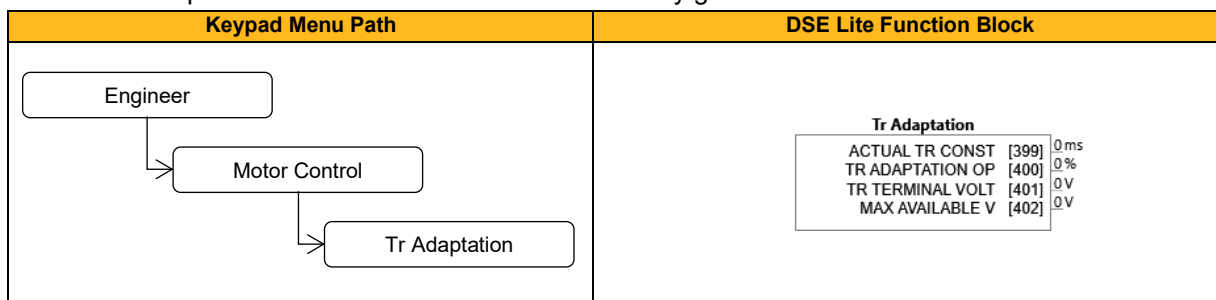 Keypad Menu Path
DSE Lite Function Block
Engineer
Motor Control
Tr Adaptation
Tr Adaptation
ACTUAL TR CONST [399] 0 ms
TR ADAPTATION OP [400] 0 %
TR TERMINAL VOLT [401] 0 V
MAX AVAILABLE V [402] 0 V